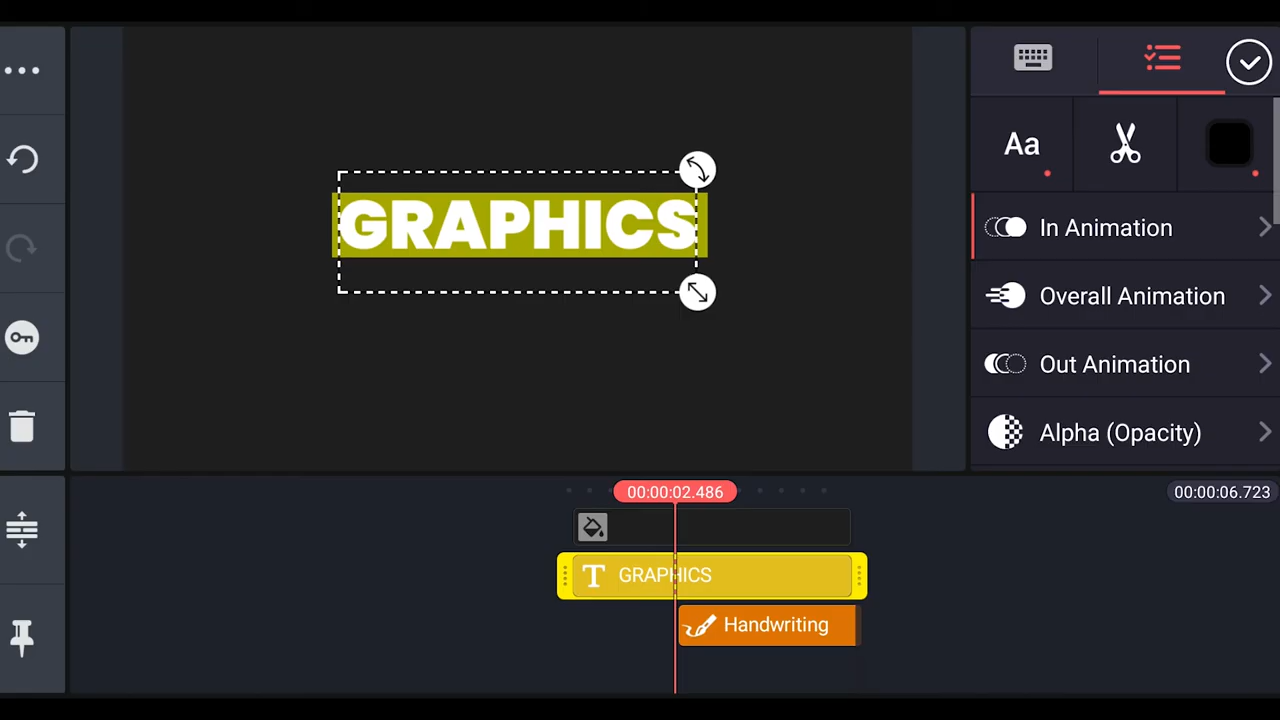 GRAPHICS
Aa
In Animation
Overall Animation
Out Animation
Alpha (Opacity)
00:00:02.486
00:00:06.723
T GRAPHICS
Handwriting